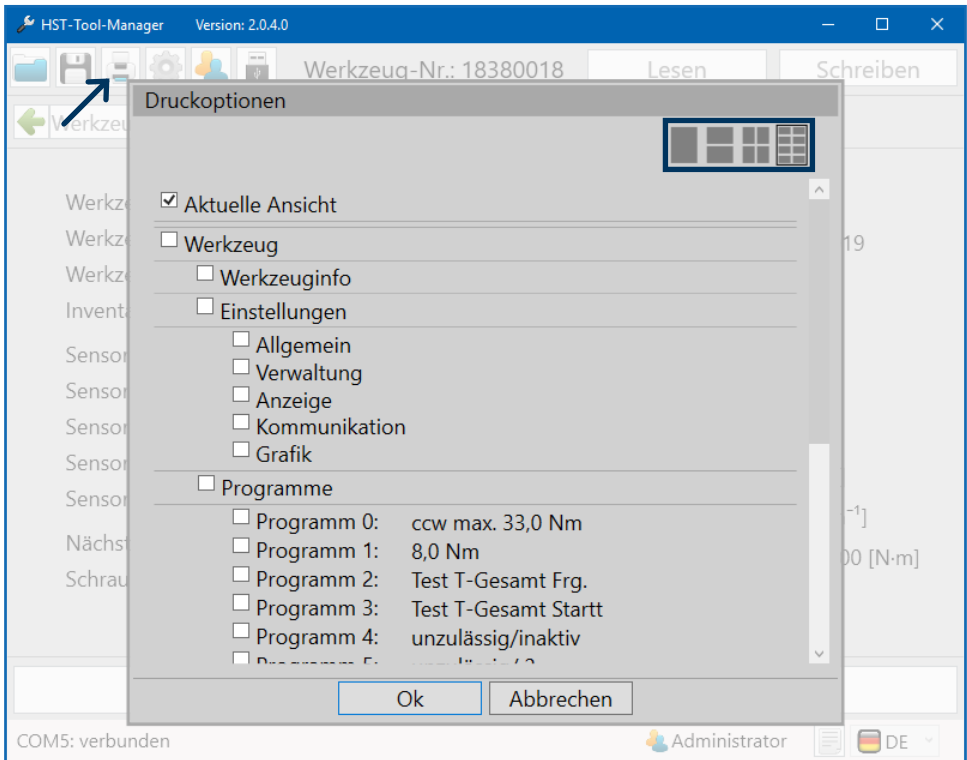 HST-Tool-Manager Version: 2.0.4.0
Werkzeug-Nr.: 18380018 Lesen Schreiben
Druckoptionen
Aktuelle Ansicht
Werkzeug
19
Werkzeuginfo
Einstellungen
Allgemein
Verwaltung
Anzeige
Kommunikation
Grafik
Programme
Programm 0: ccw max. 33,0 Nm
Programm 1: 8,0 Nm
Programm 2: Test T-Gesamt Frg.
00 [N·m]
Programm 3: Test T-Gesamt Startt
Programm 4: unzulässig/inaktiv
Ok Abbrechen
COM5: verbunden Administrator DE